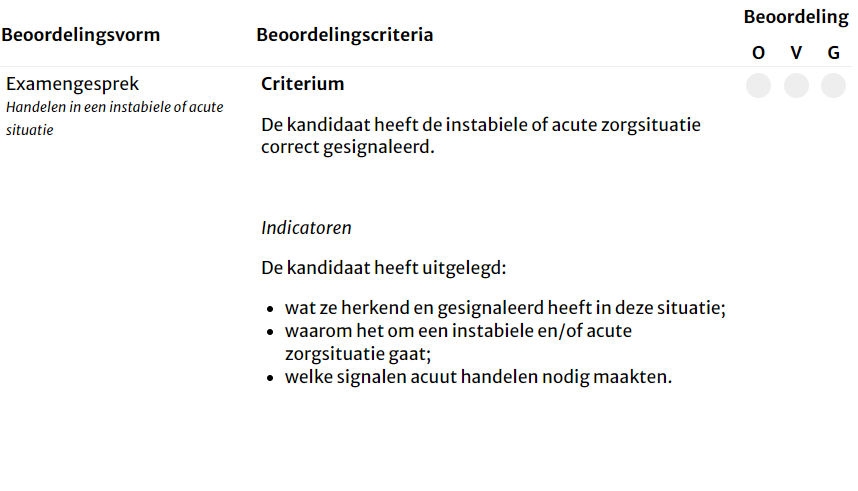 Beoordeling
Beoordelingsvorm Beoordelingscriteria
O V G
Examengesprek Criterium
Handelen in een instabiele of acute
situatie
De kandidaat heeft de instabiele of acute zorgsituatie
correct gesignaleerd.
Indicatoren
De kandidaat heeft uitgelegd:
• wat ze herkend en gesignaleerd heeft in deze situatie;
• waarom het om een instabiele en/of acute
zorgsituatie gaat;
• welke signalen acuut handelen nodig maakten.